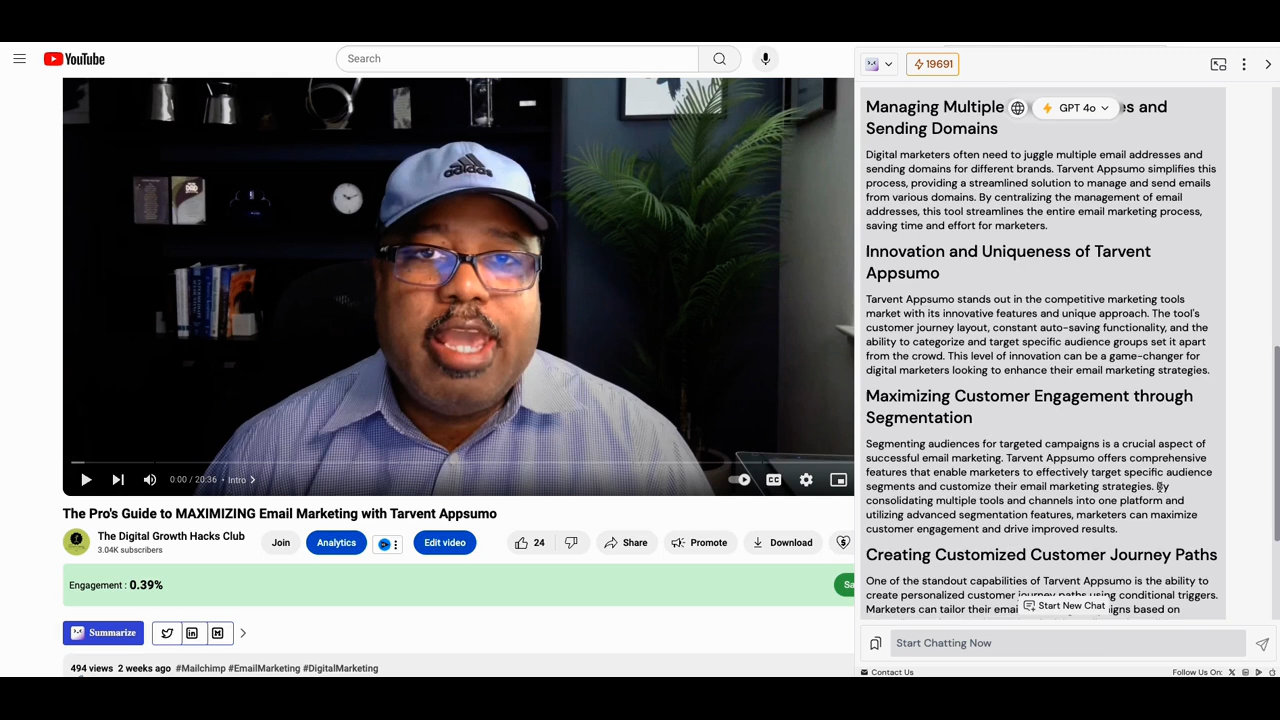 YouTube
Search
19691
Managing Multiple
es and
GPT 4o
Sending Domains
Digital marketers often need to juggle multiple email addresses and
sending domains for different brands. Tarvent Appsumo simplifies this
process, providing a streamlined solution to manage and send emails
from various domains. By centralizing the management of email
addresses, this tool streamlines the entire email marketing process,
saving time and effort for marketers.
Innovation and Uniqueness of Tarvent
Appsumo
Tarvent Appsumo stands out in the competitive marketing tools
market with its innovative features and unique approach. The tool's
customer journey layout, constant auto-saving functionality, and the
ability to categorize and target specific audience groups set it apart
from the crowd. This level of innovation can be a game-changer for
digital marketers looking to enhance their email marketing strategies.
Maximizing Customer Engagement through
Segmentation
Segmenting audiences for targeted campaigns is a crucial aspect of
successful email marketing. Tarvent Appsumo offers comprehensive
features that enable marketers to effectively target specific audience
segments and customize their email marketing strategies. By
consolidating multiple tools and channels into one platform and
utilizing advanced segmentation features, marketers can maximize
customer engagement and drive improved results.
Creating Customized Customer Journey Paths
One of the standout capabilities of Tarvent Appsumo is the ability to
create personalized customer journey paths using conditional triggers.
Marketers can tailor their email
igns based on
Start New Chat
Start Chatting Now
Contact Us
Follow Us On:
adidas
0:00 / 20:36 • Intro
CC
The Pro's Guide to MAXIMIZING Email Marketing with Tarvent Appsumo
The Digital Growth Hacks Club
3.04K subscribers
Join
Analytics
Edit video
24
Share
Promote
Download
Engagement : 0.39%
Sa
Summarize
494 views 2 weeks ago #Mailchimp #EmailMarketing #DigitalMarketing